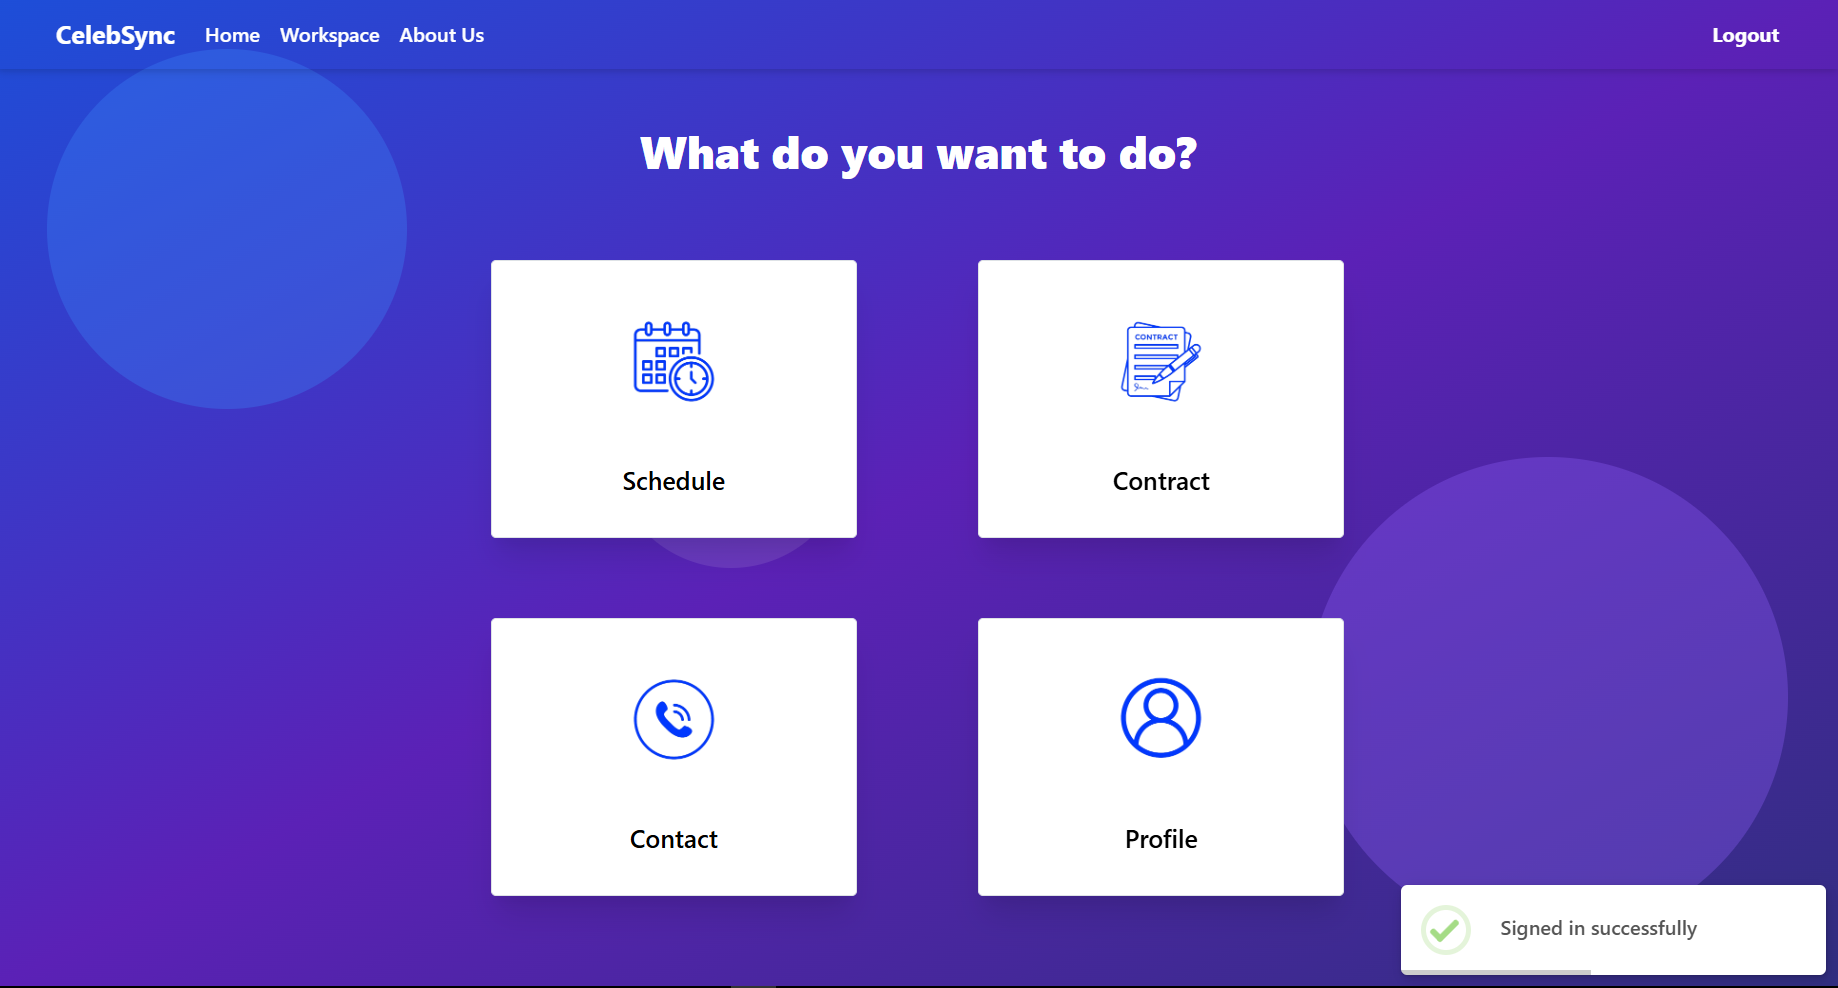 CelebSync Home Workspace About Us Logout
What do you want to do?
CONTRACT
Schedule
Contract
Contact
Profile
Signed in successfully